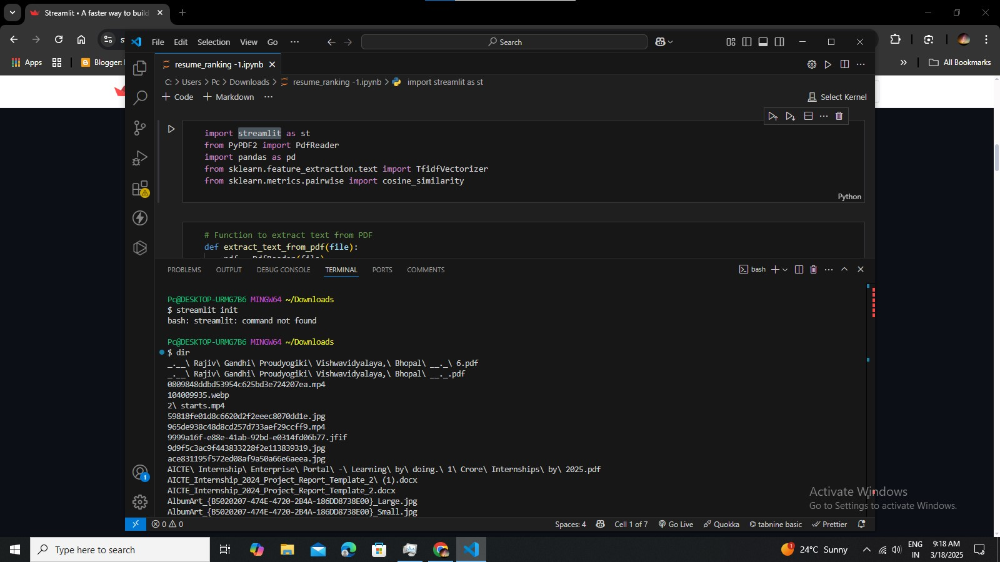 Streamlit • A faster way to build
s
Apps
Blogger:
All Bookmarks
File Edit Selection View Go ···
Search
resume_ranking -1.ipynb
C: > Users > Pc > Downloads > resume_ranking -1.ipynb > import streamlit as st
+ Code + Markdown ···
Select Kernel
import streamlit as st
from PyPDF2 import PdfReader
import pandas as pd
from sklearn.feature_extraction.text import TfidfVectorizer
from sklearn.metrics.pairwise import cosine_similarity
Python
# Function to extract text from PDF
def extract_text_from_pdf(file):
pdf = PdfReader(file)
PROBLEMS OUTPUT DEBUG CONSOLE TERMINAL PORTS COMMENTS
bash
Pc@DESKTOP-URMG7B6 MINGW64 ~/Downloads
$ streamlit init
bash: streamlit: command not found
Pc@DESKTOP-URMG7B6 MINGW64 ~/Downloads
$ dir
_.__\ Rajiv\ Gandhi\ Proudyogiki\ Vishwavidyalaya,\ Bhopal\ __._\ 6.pdf
_.__\ Rajiv\ Gandhi\ Proudyogiki\ Vishwavidyalaya,\ Bhopal\ __._.pdf
0809848ddbd53954c625bd3e724207ea.mp4
104009935.webp
2\ starts.mp4
59818fe01d8c6620d2f2eeec8070dd1e.jpg
965de938c48d8cd257d733aef29ccff9.mp4
9999a16f-e88e-41ab-92bd-e0314fd06b77.jfif
9d9f5c3ac9f443833228f2e113839319.jpg
ace831195f572ed08af9a50a66e6aeea.jpg
AICTE\ Internship\ Enterprise\ Portal\ -\ Learning\ by\ doing.\ 1\ Crore\ Internships\ by\ 2025.pdf
AICTE_Internship_2024_Project_Report_Template_2\ (1).docx
AICTE_Internship_2024_Project_Report_Template_2.docx
AlbumArt_{B5020207-474E-4720-2B4A-186DD8738E00}_Large.jpg
AlbumArt_{B5020207-474E-4720-2B4A-186DD8738E00}_Small.jpg
1
Activate Windows
Go to Settings to activate Windows.
0 0
Spaces: 4 Cell 1 of 7 Go Live Quokka tabnine basic Prettier
Type here to search
1
24°C Sunny
ENG
IN
9:18 AM
3/18/2025